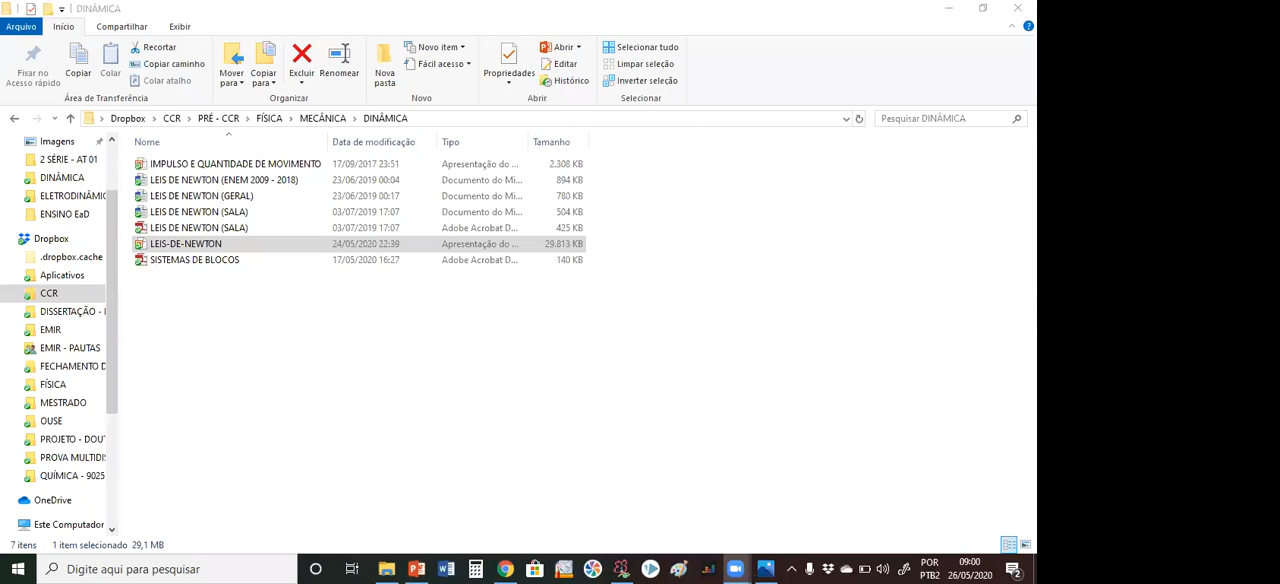 DINÂMICA
Arquivo Início Compartilhar Exibir
Fixar no Acesso rápido
Copiar
Colar
Recortar
Copiar caminho
Colar atalho
Mover para
Copiar para
Excluir
Renomear
Nova pasta
Novo item
Fácil acesso
Propriedades
Abrir
Editar
Histórico
Selecionar tudo
Limpar seleção
Inverter seleção
Área de Transferência Organizar Novo Abrir Selecionar
Dropbox > CCR > PRÉ - CCR > FÍSICA > MECÂNICA > DINÂMICA
Pesquisar DINÂMICA
Imagens
2 SÉRIE - AT 01
DINÂMICA
ELETRODINÂMIC
ENSINO EaD
Dropbox
.dropbox.cache
Aplicativos
CCR
DISSERTAÇÃO -
EMIR
EMIR - PAUTAS
FECHAMENTO D
FÍSICA
MESTRADO
OUSE
PROJETO - DOUT
PROVA MULTIDIS
QUÍMICA - 9025
OneDrive
Este Computador
Nome Data de modificação Tipo Tamanho
IMPULSO E QUANTIDADE DE MOVIMENTO 17/09/2017 23:51 Apresentação do ... 2.308 KB
LEIS DE NEWTON (ENEM 2009 - 2018) 23/06/2019 00:04 Documento do Mi... 894 KB
LEIS DE NEWTON (GERAL) 23/06/2019 00:17 Documento do Mi... 780 KB
LEIS DE NEWTON (SALA) 03/07/2019 17:07 Documento do Mi... 504 KB
LEIS DE NEWTON (SALA) 03/07/2019 17:07 Adobe Acrobat D... 425 KB
LEIS-DE-NEWTON 24/05/2020 22:39 Apresentação do ... 29.813 KB
SISTEMAS DE BLOCOS 17/05/2020 16:27 Adobe Acrobat D... 140 KB
7 itens 1 item selecionado 29,1 MB
Digite aqui para pesquisar
POR
PTB2
09:00
26/05/2020
2